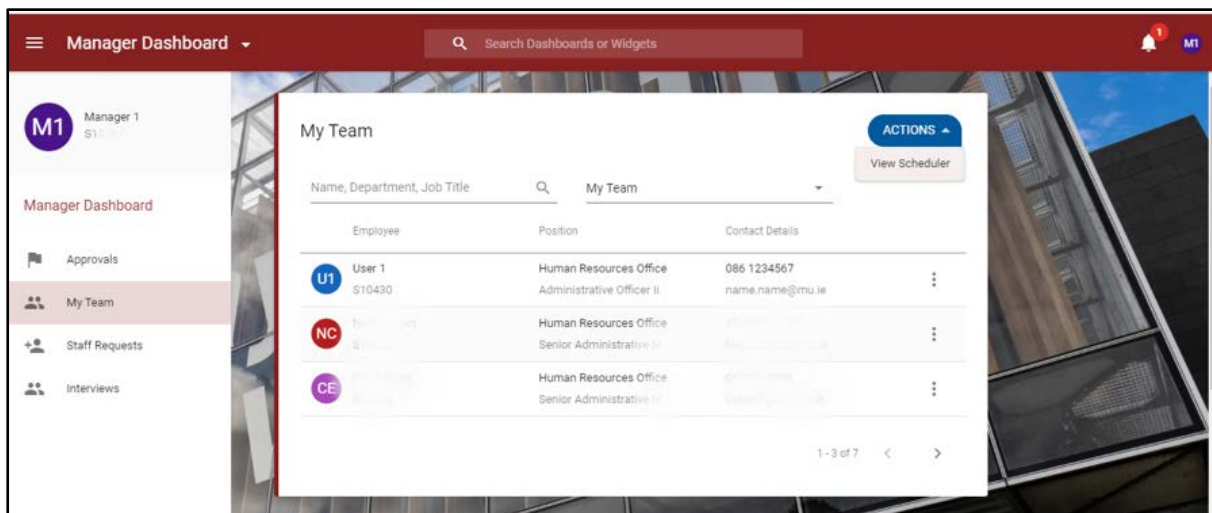 Manager Dashboard
Search Dashboards or Widgets
1
M1
M1
Manager 1
Manager Dashboard
Approvals
My Team
Staff Requests
Interviews
My Team
ACTIONS
View Scheduler
Name, Department, Job Title
My Team
Employee Position Contact Details
U1
User 1 Human Resources Office 086 1234567
S10430 Administrative Officer Ii name.name@mu.ie
NC
Human Resources Office
Senior Administrative
CE
Human Resources Office
Senior Administrative
1 - 3 of 7